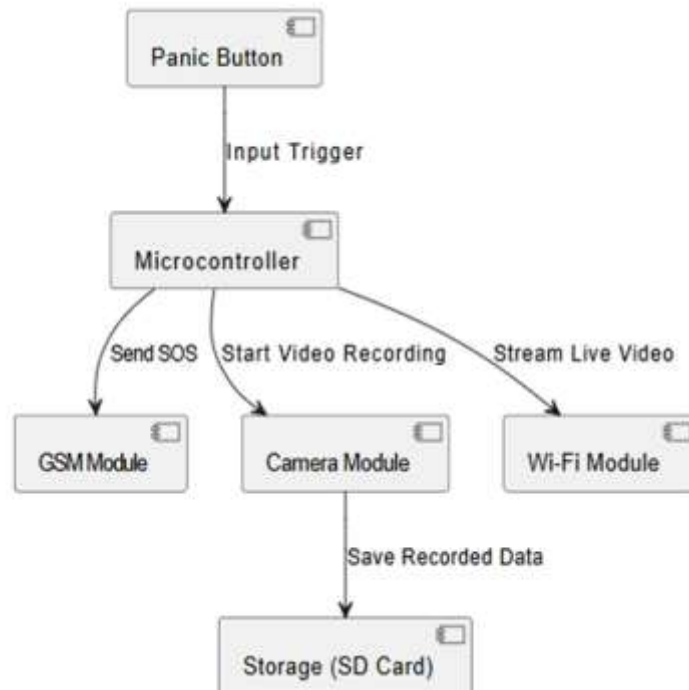 Panic Button
Input Trigger
Microcontroller
Send SOS
Start Video Recording
Stream Live Video
GSM Module
Camera Module
Wi-Fi Module
Save Recorded Data
Storage (SD Card)